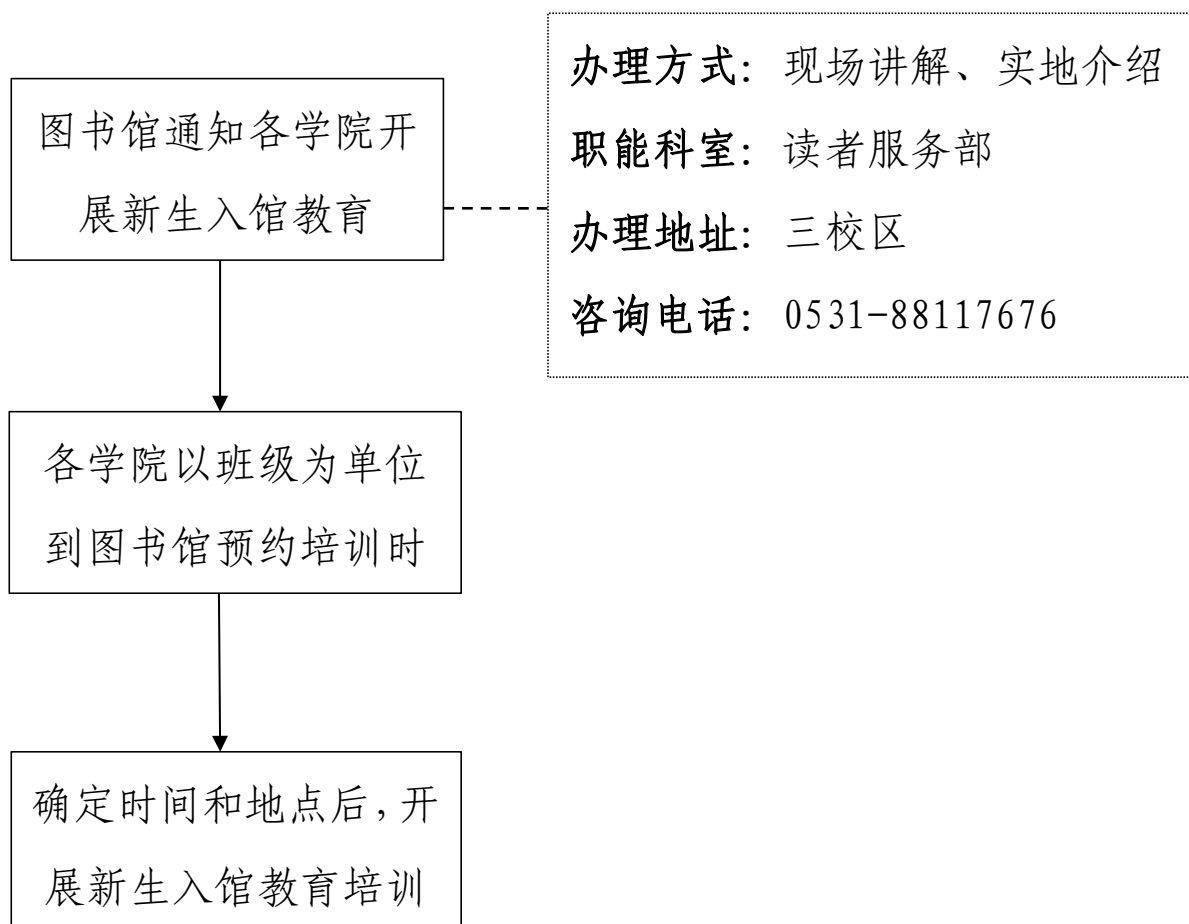 图书馆通知各学院开
展新生入馆教育
办理方式：现场讲解、实地介绍
职能科室：读者服务部
办理地址：三校区
咨询电话：0531-88117676
各学院以班级为单位
到图书馆预约培训时
确定时间和地点后，开
展新生入馆教育培训